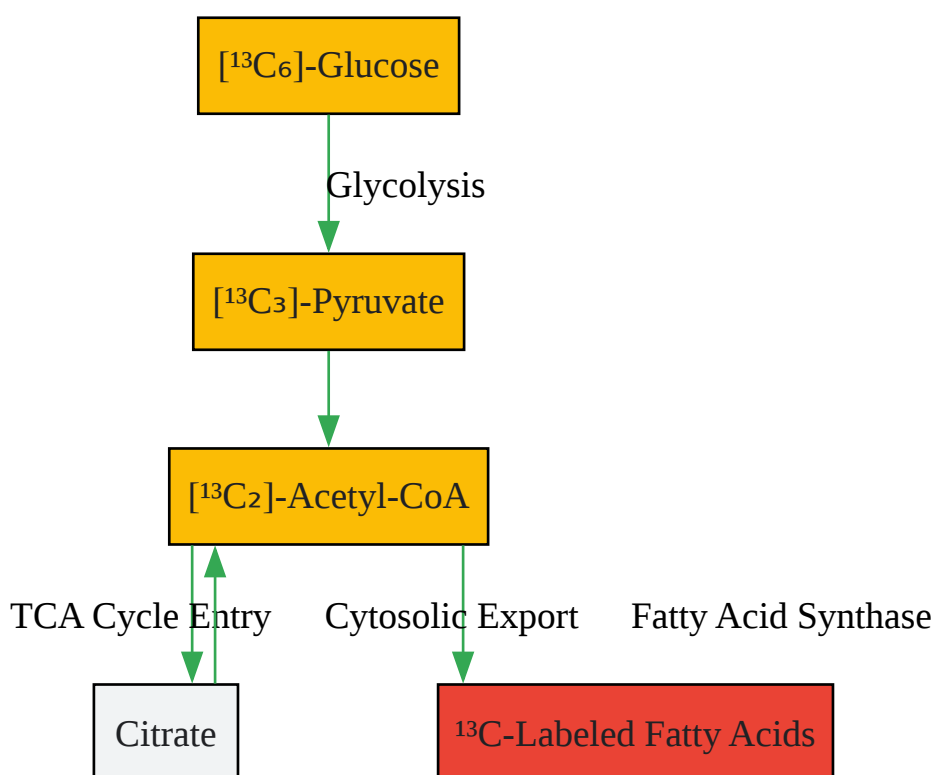 [¹³C₆]-Glucose
Glycolysis
[¹³C₃]-Pyruvate
[¹³C₂]-Acetyl-CoA
TCA Cycle Entry
Cytosolic Export
Fatty Acid Synthase
Citrate
¹³C-Labeled Fatty Acids